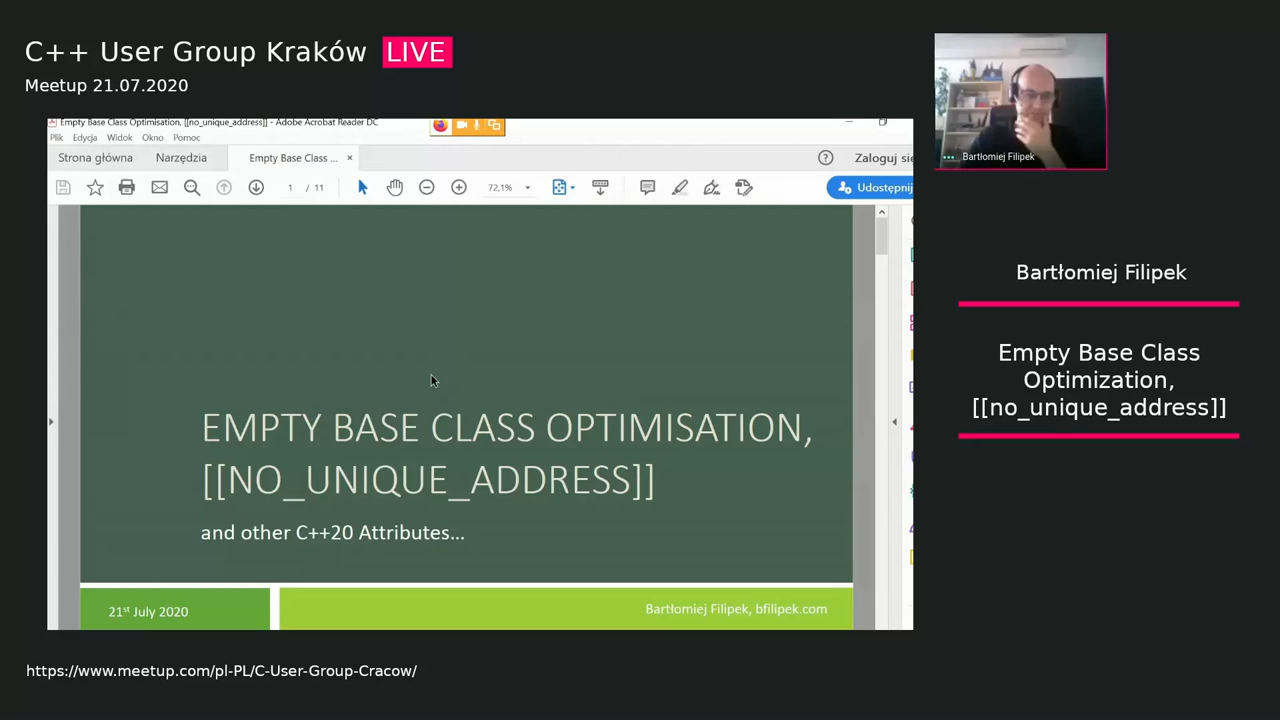 C++ User Group Kraków LIVE
Meetup 21.07.2020
Empty Base Class Optimisation, [[no_unique_address]] - Adobe Acrobat Reader DC
Plik Edycja Widok Okno Pomoc
Strona główna Narzędzia Empty Base Class ... × Zaloguj się
1 / 11 72,1% Udostępnij
EMPTY BASE CLASS OPTIMISATION,
[[NO_UNIQUE_ADDRESS]]
and other C++20 Attributes...
21st July 2020
Bartłomiej Filipek, bfilipek.com
Bartłomiej Filipek
Bartłomiej Filipek
Empty Base Class
Optimization,
[[no_unique_address]]
https://www.meetup.com/pl-PL/C-User-Group-Cracow/